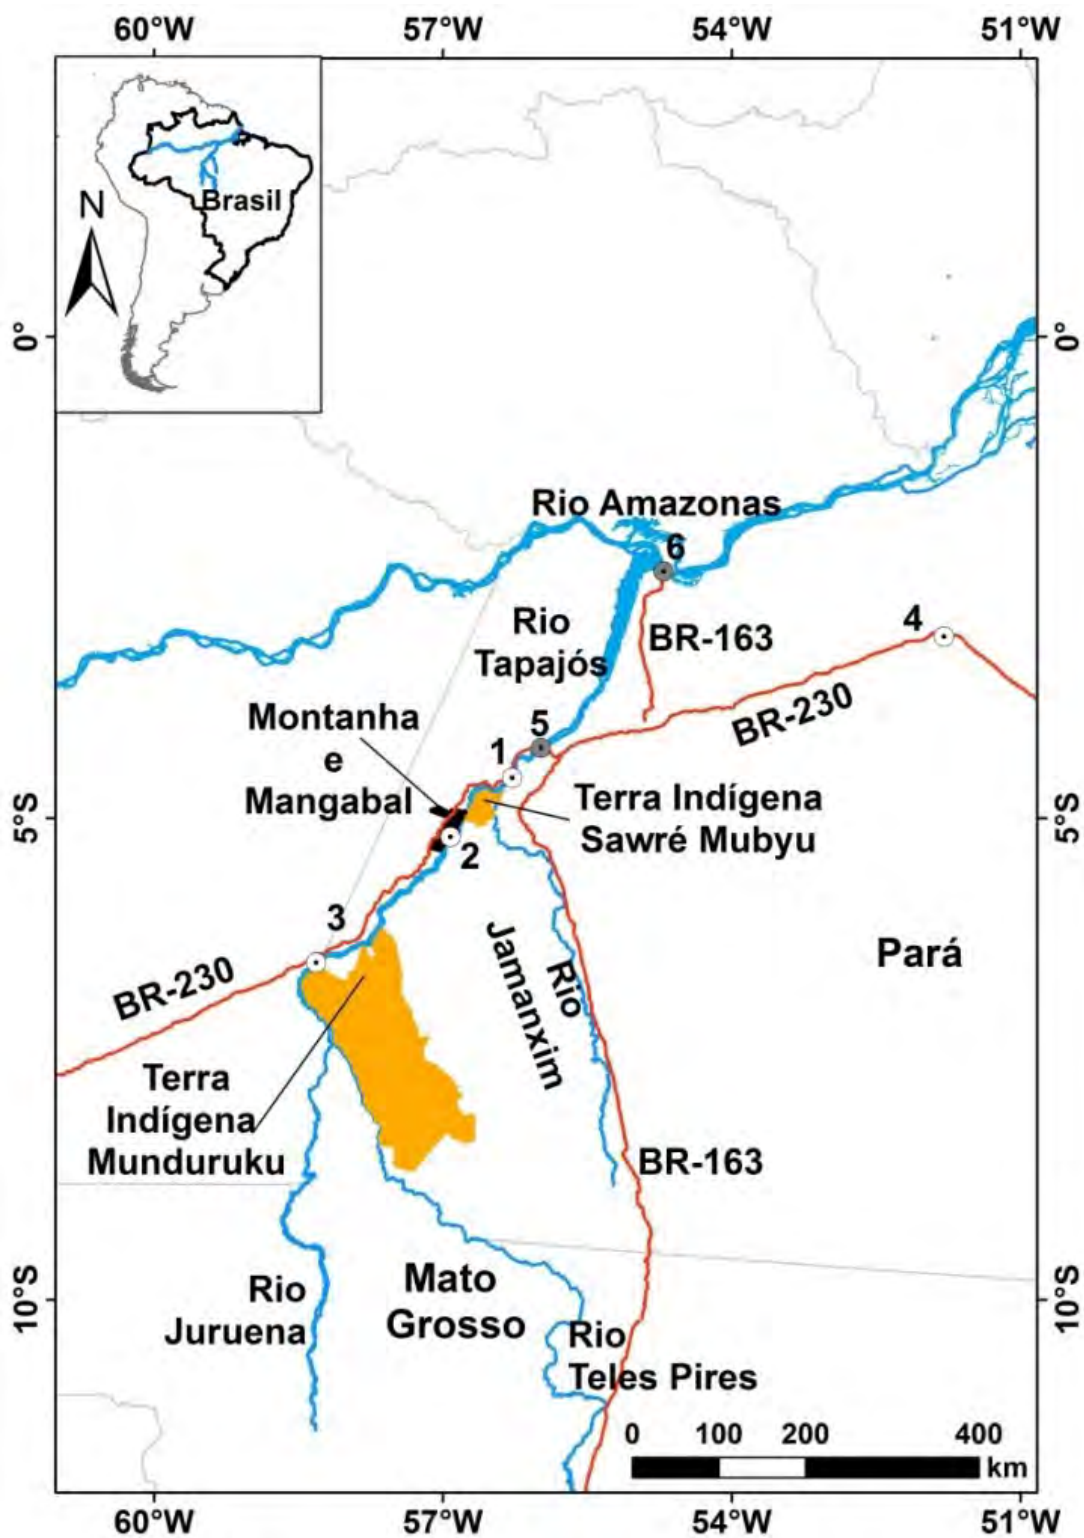 60°W 57°W 54°W 51°W
Brasil
N
0° 0°
Rio Amazonas
6
Rio
Tapajós
BR-163
4
BR-230
Montanha
e
Mangabal
1
5
Terra Indígena
Sawré Mubyu
5°S 5°S
2
3
BR-230
Rio
Jamanxim
Pará
Terra
Indígena
Munduruku
BR-163
10°S 10°S
Rio
Juruena
Mato
Grosso
Rio
Teles Pires
0 100 200 400
km
60°W 57°W 54°W 51°W